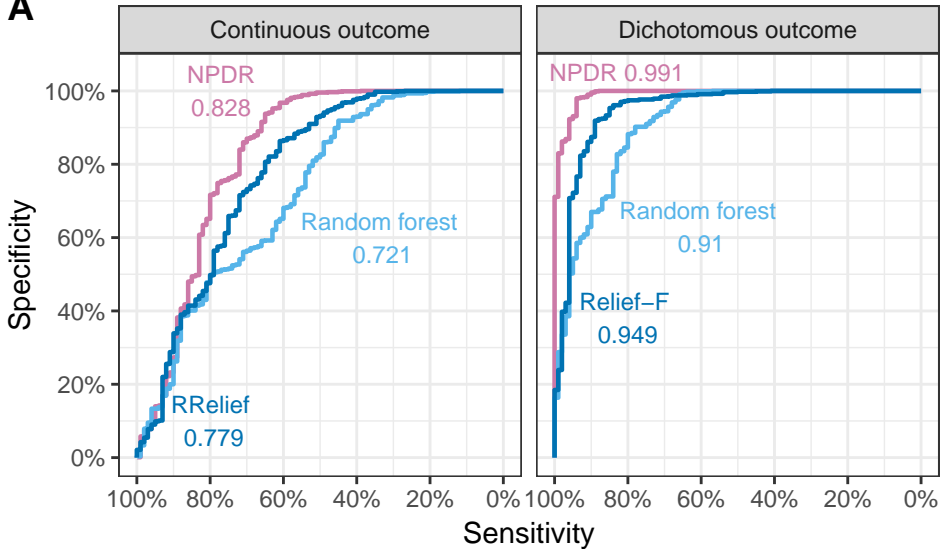 A
Continuous outcome
Dichotomous outcome
NPDR
0.828
NPDR 0.991
Random forest
0.721
Random forest
0.91
RRelief
0.779
Relief−F
0.949
Specificity
100%
80%
60%
40%
20%
0%
100% 80% 60% 40% 20% 0%
100% 80% 60% 40% 20% 0%
Sensitivity